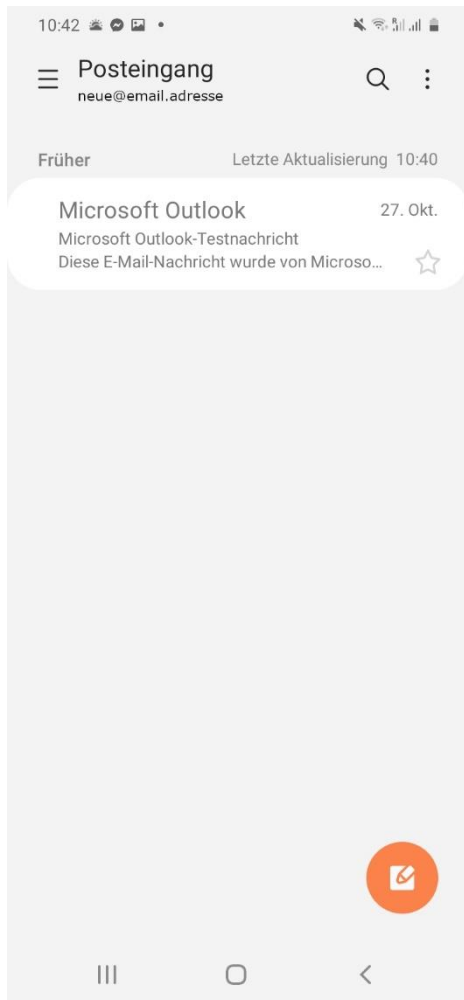 10:42
Posteingang
neue@email.adresse
Früher Letzte Aktualisierung 10:40
Microsoft Outlook 27. Okt.
Microsoft Outlook-Testnachricht
Diese E-Mail-Nachricht wurde von Microso...